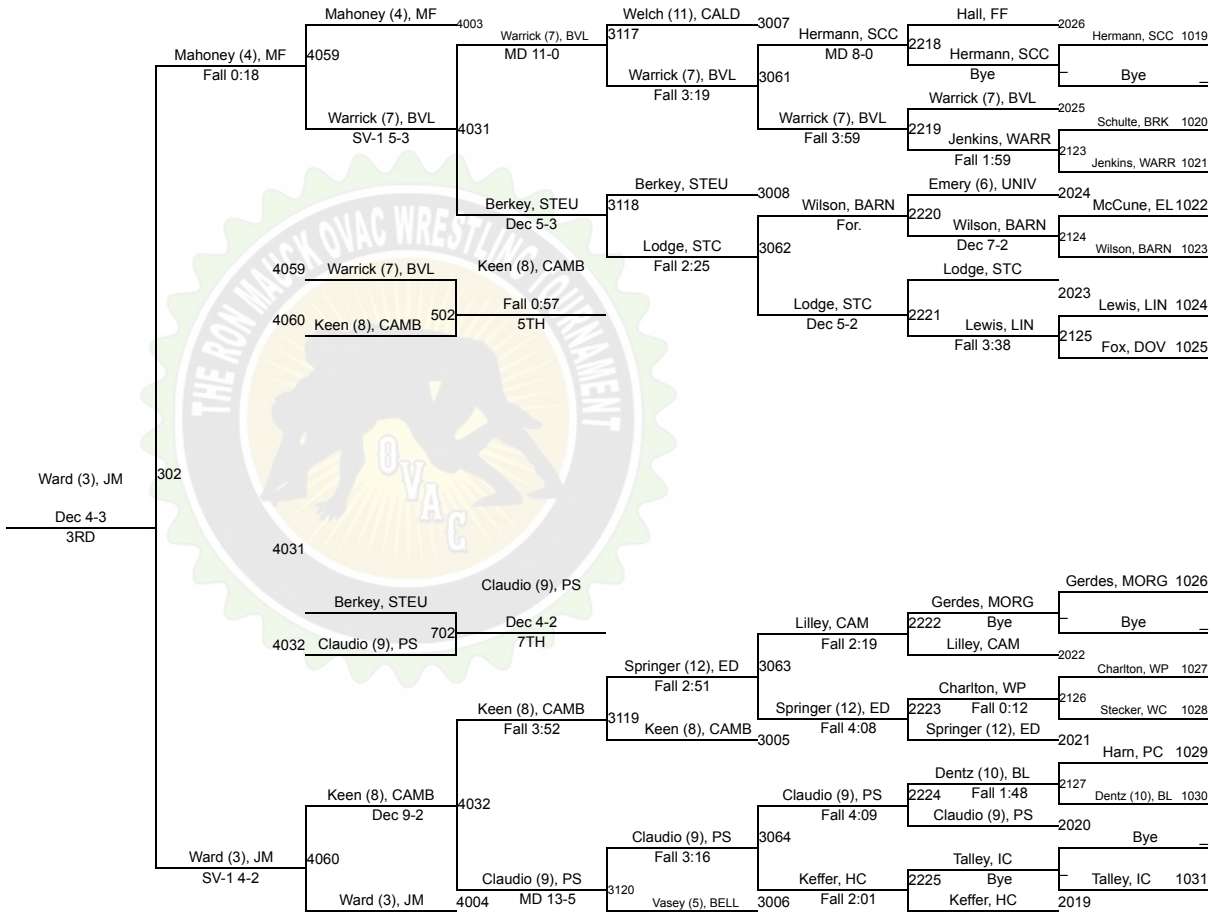 Mahoney (4), MF
4003
Welch (11), CALD
3007
Hall, FF
2026
Warrick (7), BVL
3117
Hermann, SCC
2218
Hermann, SCC 1019
Mahoney (4), MF
4059
MD 11-0
MD 8-0
Hermann, SCC
Fall 0:18
Warrick (7), BVL
3061
Bye
_
Bye _
Fall 3:19
Warrick (7), BVL
2025
Warrick (7), BVL
4031
Warrick (7), BVL
2219
Schulte, BRK 1020
SV-1 5-3
Fall 3:59
Jenkins, WARR
2123
Fall 1:59
Jenkins, WARR 1021
Berkey, STEU
3008
Emery (6), UNIV
2024
Berkey, STEU
3118
Wilson, BARN
2220
McCune, EL 1022
Dec 5-3
For.
Wilson, BARN
2124
Lodge, STC
3062
Dec 7-2
Wilson, BARN 1023
Fall 2:25
4059
Warrick (7), BVL
Keen (8), CAMB
Lodge, STC
2023
502
Fall 0:57
Lodge, STC
2221
Lewis, LIN 1024
4060
Keen (8), CAMB
5TH
Dec 5-2
Lewis, LIN
2125
Fall 3:38
Fox, DOV 1025
THE RON MAUCK OVAC WRESTLING TOURNAMENT
OVAC
Ward (3), JM
302
Dec 4-3
3RD
4031
Claudio (9), PS
Gerdes, MORG 1026
Berkey, STEU
Gerdes, MORG
702
Dec 4-2
Lilley, CAM
2222
Bye
_
Bye _
4032
Claudio (9), PS
7TH
Fall 2:19
Lilley, CAM
2022
Springer (12), ED
3063
Charlton, WP 1027
Fall 2:51
Charlton, WP
2126
Keen (8), CAMB
3119
Springer (12), ED
2223
Fall 0:12
Stecker, WC 1028
Fall 3:52
Keen (8), CAMB
3005
Fall 4:08
Springer (12), ED
2021
Harn, PC 1029
Dentz (10), BL
2127
Keen (8), CAMB
4032
Claudio (9), PS
2224
Fall 1:48
Dentz (10), BL 1030
Dec 9-2
Fall 4:09
Claudio (9), PS
2020
Claudio (9), PS
3064
Bye _
Ward (3), JM
4060
Fall 3:16
Talley, IC
_
SV-1 4-2
Claudio (9), PS
3120
Keffer, HC
2225
Bye
Talley, IC 1031
Ward (3), JM
4004
MD 13-5
Vasey (5), BELL
3006
Fall 2:01
Keffer, HC
2019